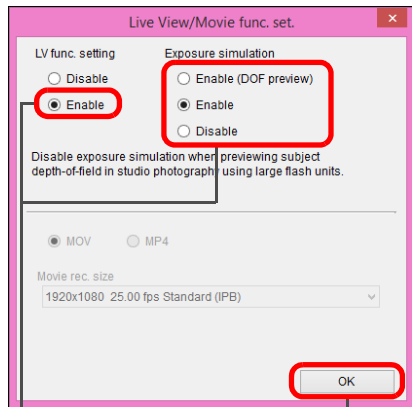 Live View/Movie func. set.
LV func. setting
Exposure simulation
Disable
Enable (DOF preview)
Enable
Enable
Disable
Disable exposure simulation when previewing subject
depth-of-field in studio photography using large flash units.
MOV
MP4
Movie rec. size
1920x1080 25.00 fps Standard (IPB)
OK